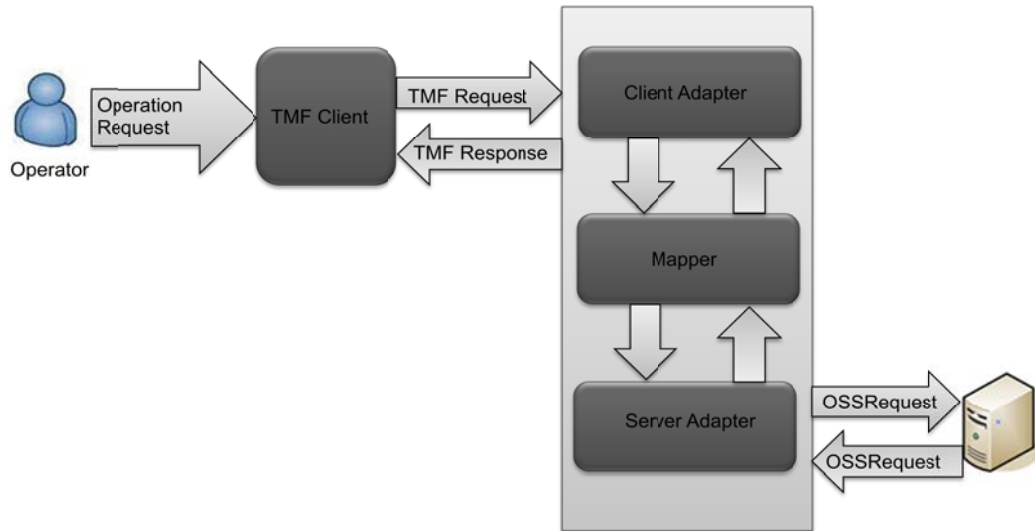 Operation
Request
Operator
TMF Client
TMF Request
TMF Response
Client Adapter
Mapper
Server Adapter
OSSRequest
OSSRequest